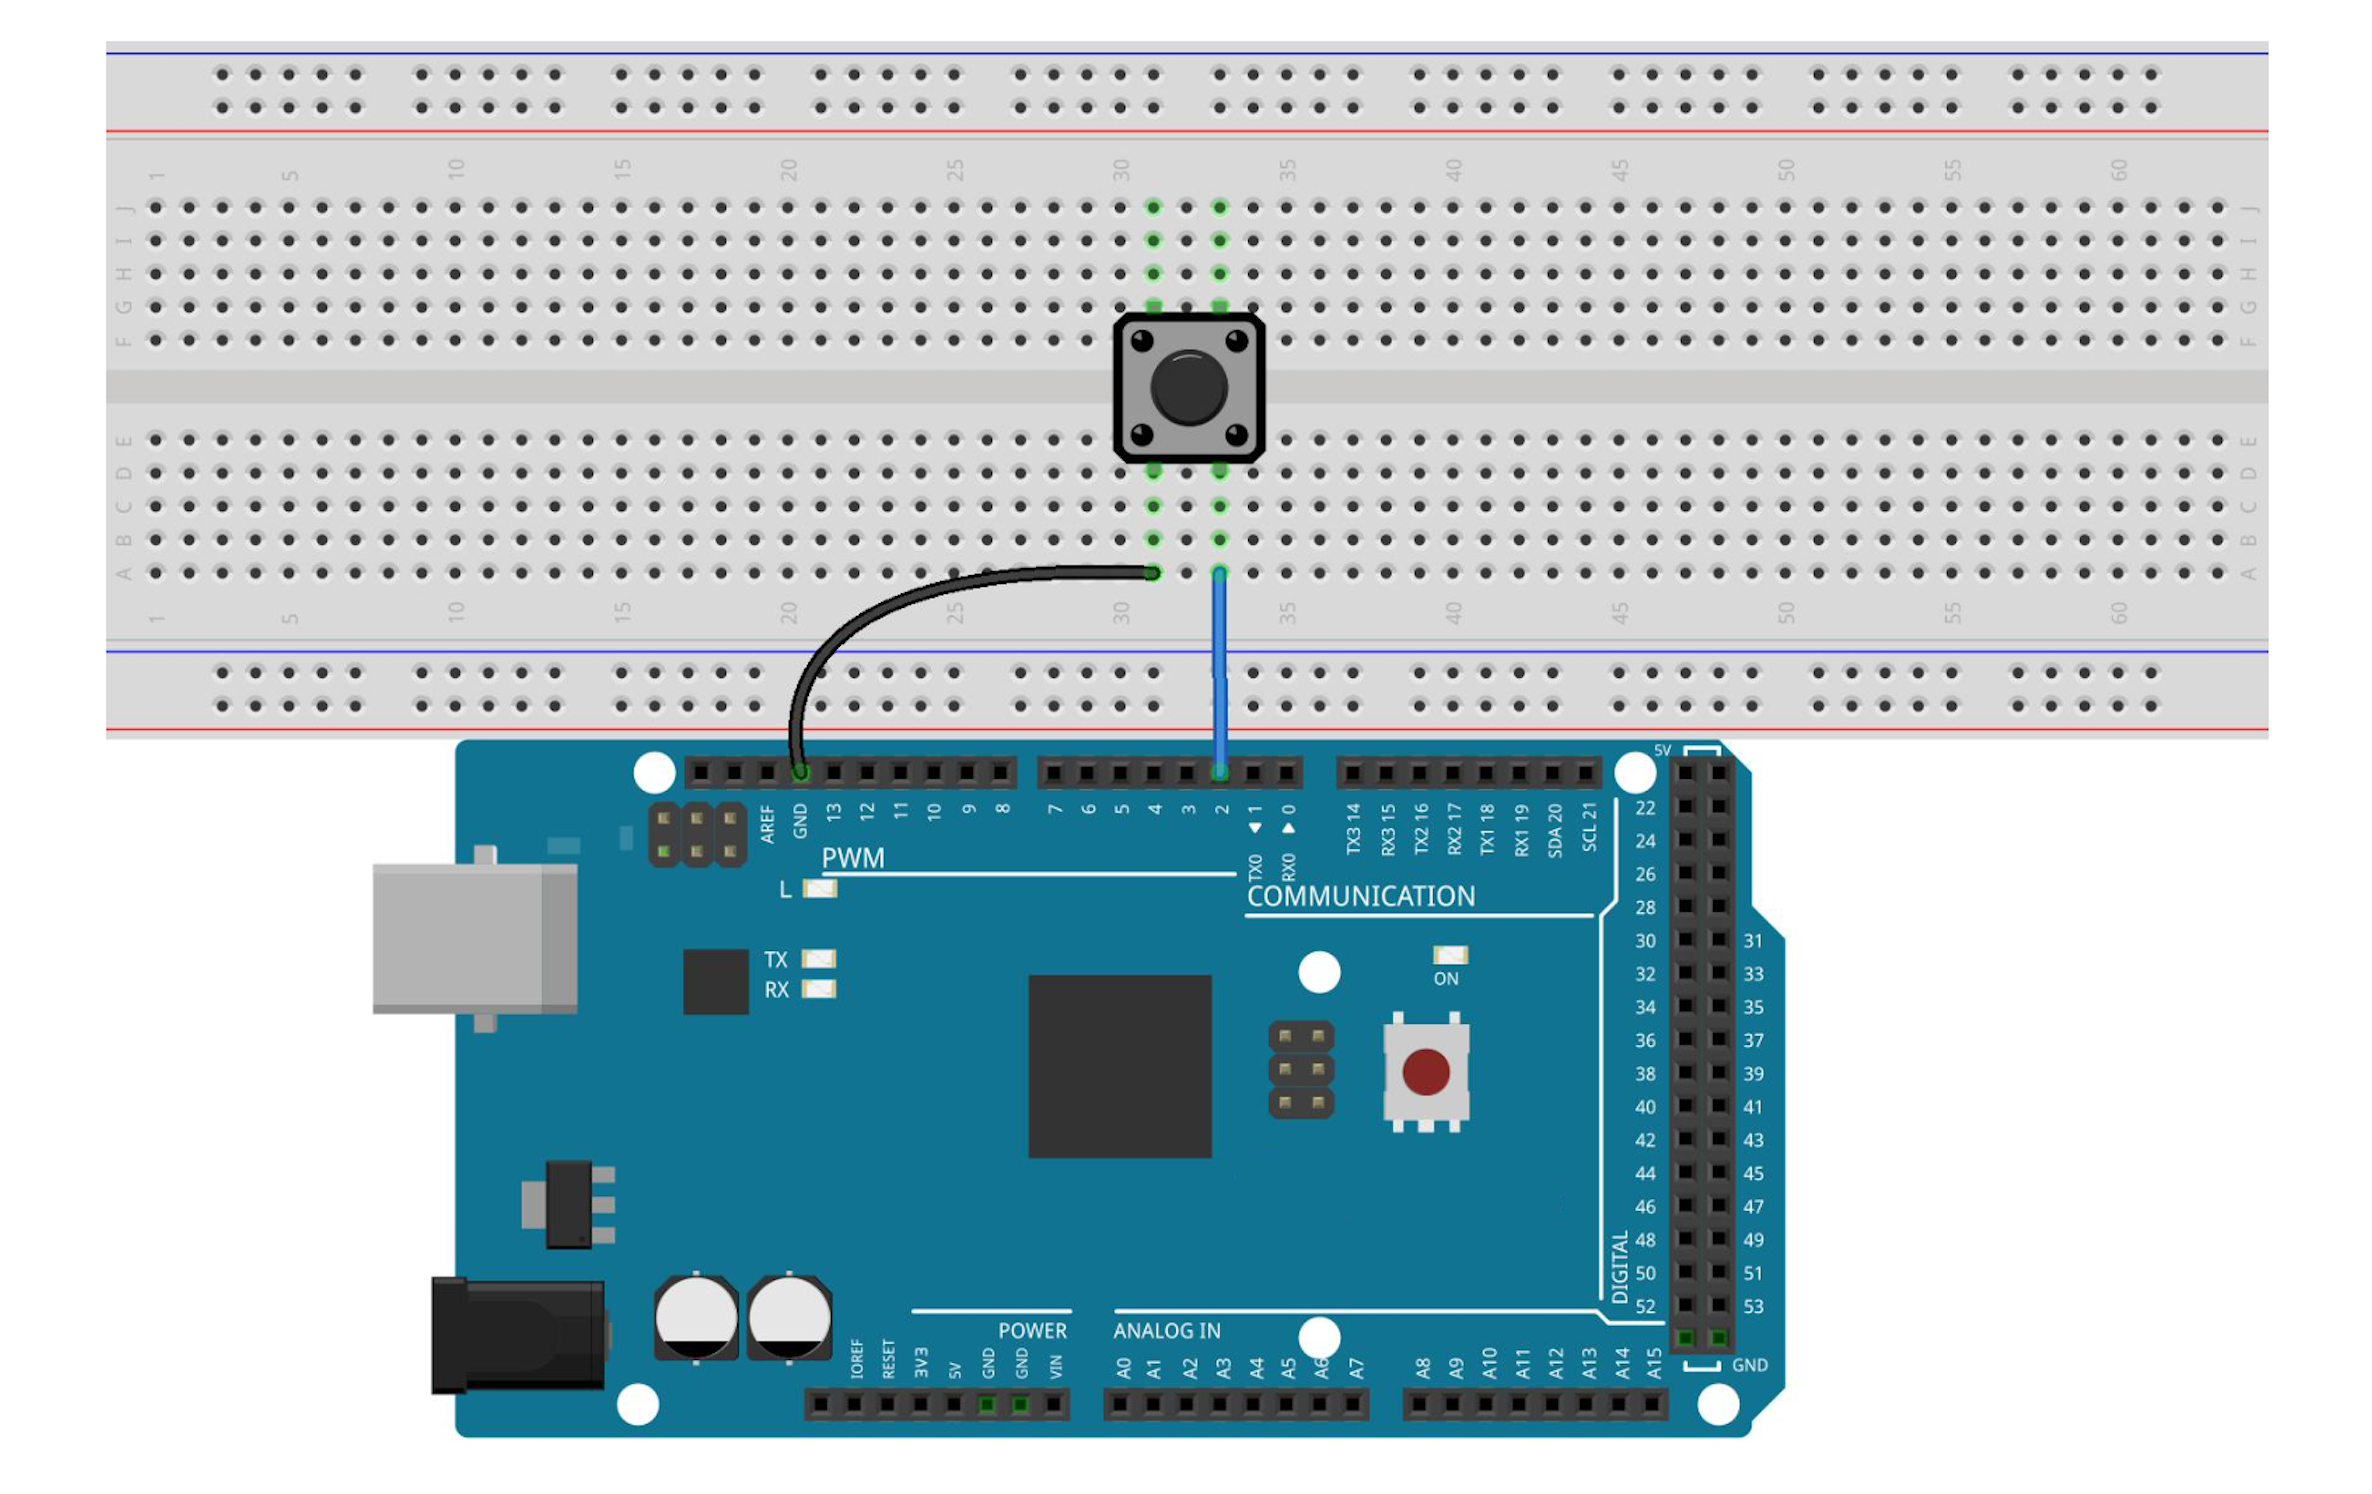 1 5 10 15 20 25 30 35 40 45 50 55 60
J J
I I
H H
G G
F F
E E
D D
C C
B B
A A
1 5 10 15 20 25 30 35 40 45 50 55 60
5V
AREF GND 13 12 11 10 9 8 7 6 5 4 3 2 1 0 TX3 14 RX3 15 TX2 16 RX2 17 TX1 18 RX1 19 SDA 20 SCL 21
TX0 RX0
PWM
COMMUNICATION
L
TX
RX
ON
22
24
26
28
30 31
32 33
34 35
36 37
38 39
40 41
42 43
44 45
46 47
48 49
50 51
52 53
DIGITAL
GND
POWER
ANALOG IN
IOREF RESET 3V3 5V GND GND VIN A0 A1 A2 A3 A4 A5 A6 A7 A8 A9 A10 A11 A12 A13 A14 A15